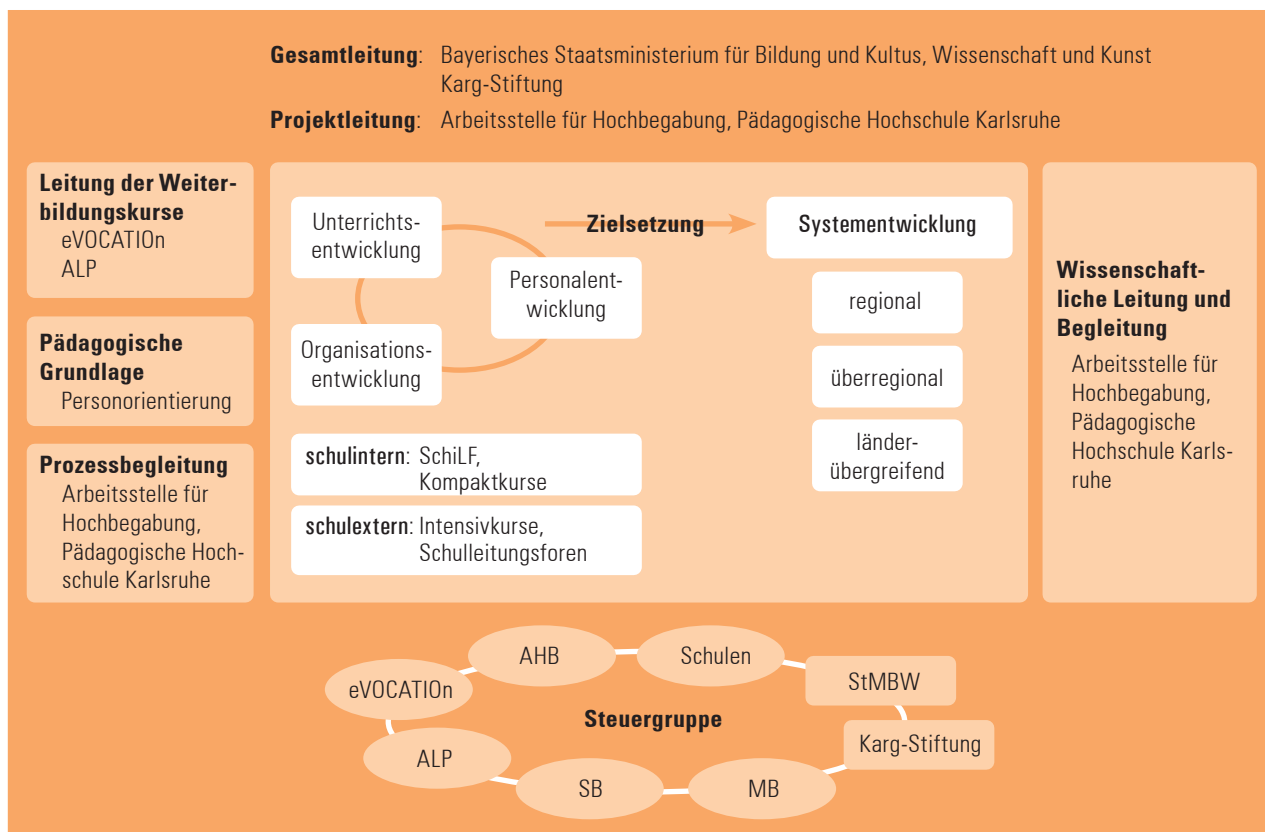 Gesamtleitung: Bayerisches Staatsministerium für Bildung und Kultus, Wissenschaft und Kunst
Karg-Stiftung
Projektleitung: Arbeitsstelle für Hochbegabung, Pädagogische Hochschule Karlsruhe
Leitung der Weiter-
bildungskurse
eVOCATIOn
ALP
Pädagogische
Grundlage
Personorientierung
Prozessbegleitung
Arbeitsstelle für
Hochbegabung,
Pädagogische Hoch-
schule Karlsruhe
Unterrichts-
entwicklung
Personalent-
wicklung
Organisations-
entwicklung
Zielsetzung
Systementwicklung
regional
überregional
länder-
übergreifend
schulintern: SchiLF,
Kompaktkurse
schulextern: Intensivkurse,
Schulleitungsforen
Wissenschaft-
liche Leitung und
Begleitung
Arbeitsstelle für
Hochbegabung,
Pädagogische
Hochschule Karls-
ruhe
AHB
Schulen
eVOCATIOn
StMBW
Steuergruppe
Karg-Stiftung
ALP
SB
MB